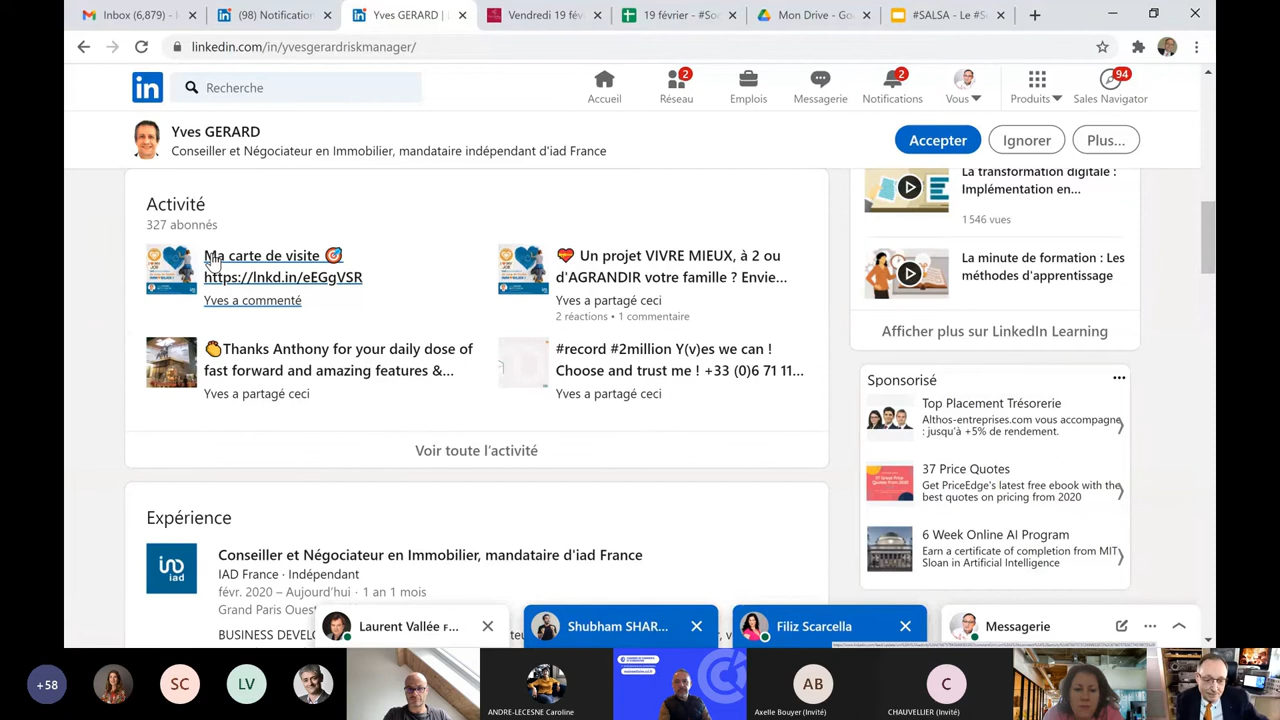 Inbox (6,879) - l.
(98) Notification
Yves GERARD | L
Vendredi 19 fév
19 février - #So
Mon Drive - Go
#SALSA - Le #S
linkedin.com/in/yvesgerardriskmanager/
in
Recherche
Accueil
2
Réseau
Emplois
Messagerie
2
Notifications
Vous
Produits
94
Sales Navigator
Yves GERARD
Conseiller et Négociateur en Immobilier, mandataire indépendant d'iad France
Accepter
Ignorer
Plus...
Activité
327 abonnés
Ma carte de visite 🎯
https://lnkd.in/eEGgVSR
Yves a commenté
💝 Un projet VIVRE MIEUX, à 2 ou
d'AGRANDIR votre famille ? Envie...
Yves a partagé ceci
2 réactions • 1 commentaire
👏Thanks Anthony for your daily dose of
fast forward and amazing features &...
Yves a partagé ceci
#record #2million Y(v)es we can !
Choose and trust me ! +33 (0)6 71 11...
Yves a partagé ceci
Voir toute l'activité
Expérience
iad
Conseiller et Négociateur en Immobilier, mandataire d'iad France
IAD France · Indépendant
févr. 2020 – Aujourd'hui · 1 an 1 mois
Grand Paris Oues
BUSINESS DEVEL
La transformation digitale :
Implémentation en...
1 546 vues
La minute de formation : Les
méthodes d'apprentissage
Afficher plus sur LinkedIn Learning
Sponsorisé
Top Placement Trésorerie
Althos-entreprises.com vous accompagne
: jusqu'à +5% de rendement.
37 Price Quotes
Get PriceEdge's latest free ebook with the
best quotes on pricing from 2020
6 Week Online AI Program
Earn a certificate of completion from MIT
Sloan in Artificial Intelligence
Laurent Vallée
Shubham SHAR...
Filiz Scarcella
Messagerie
+58
SC
LV
ANDRE-LECESNE Caroline
AB
Axelle Bouyer (Invité)
C
CHAUVELLIER (Invité)